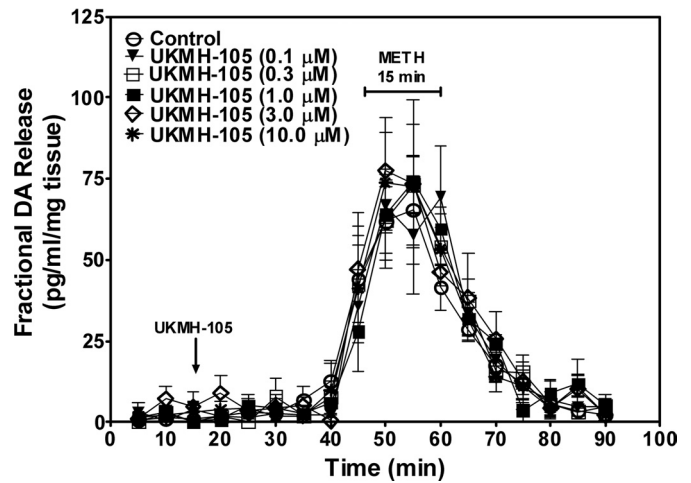 Fractional DA Release
(pg/ml/mg tissue)
125
100
75
50
25
0
Control
UKMH-105 (0.1 μM)
UKMH-105 (0.3 μM)
UKMH-105 (1.0 μM)
UKMH-105 (3.0 μM)
UKMH-105 (10.0 μM)
METH
15 min
UKMH-105
0 10 20 30 40 50 60 70 80 90 100
Time (min)